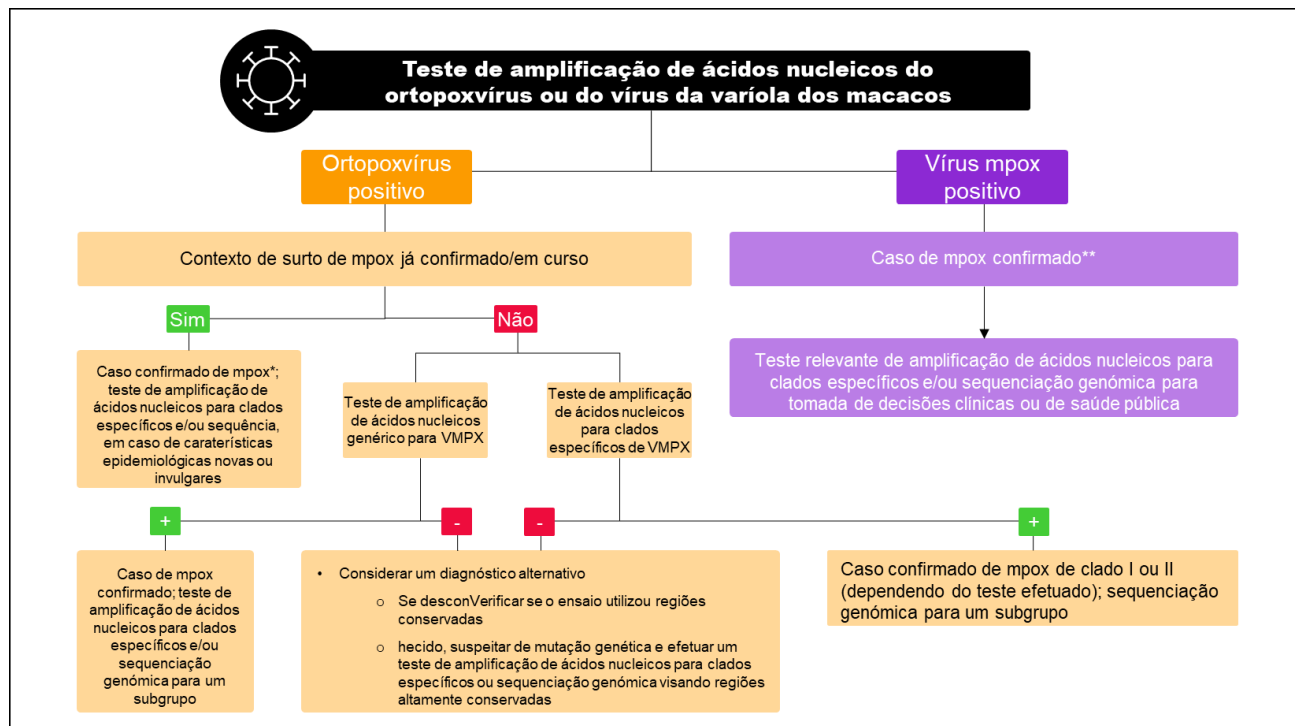 Teste de amplificação de ácidos nucleicos do
ortopoxvírus ou do vírus da varíola dos macacos
Ortopoxvírus
positivo
Vírus mpox
positivo
Contexto de surto de mpox já confirmado/em curso
Caso de mpox confirmado**
Sim
Não
Caso confirmado de mpox*;
teste de amplificação de
ácidos nucleicos para clados
específicos e/ou sequência,
em caso de caraterísticas
epidemiológicas novas ou
invulgares
Teste de amplificação
de ácidos nucleicos
genérico para VMPX
Teste de amplificação
de ácidos nucleicos
para clados
específicos de VMPX
Teste relevante de amplificação de ácidos nucleicos para
clados específicos e/ou sequenciação genómica para
tomada de decisões clínicas ou de saúde pública
+
-
-
+
Caso de mpox
confirmado; teste de
amplificação de ácidos
nucleicos para clados
específicos e/ou
sequenciação
genómica para um
subgrupo
• Considerar um diagnóstico alternativo
o Se desconVerificar se o ensaio utilizou regiões
conservadas
o hecido, suspeitar de mutação genética e efetuar um
teste de amplificação de ácidos nucleicos para clados
específicos ou sequenciação genómica visando regiões
altamente conservadas
Caso confirmado de mpox de clado I ou II
(dependendo do teste efetuado); sequenciação
genómica para um subgrupo